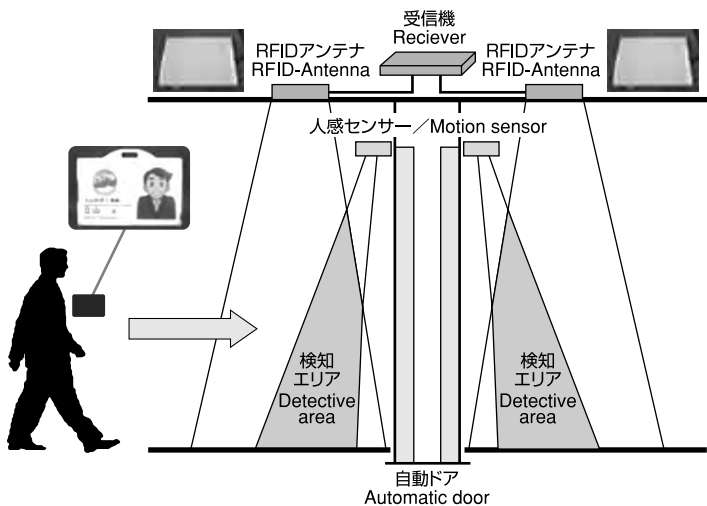 受信機
Reciever
RFIDアンテナ
RFID-Antenna
RFIDアンテナ
RFID-Antenna
人感センサー／Motion sensor
検知
エリア
Detective
area
検知
エリア
Detective
area
自動ドア
Automatic door